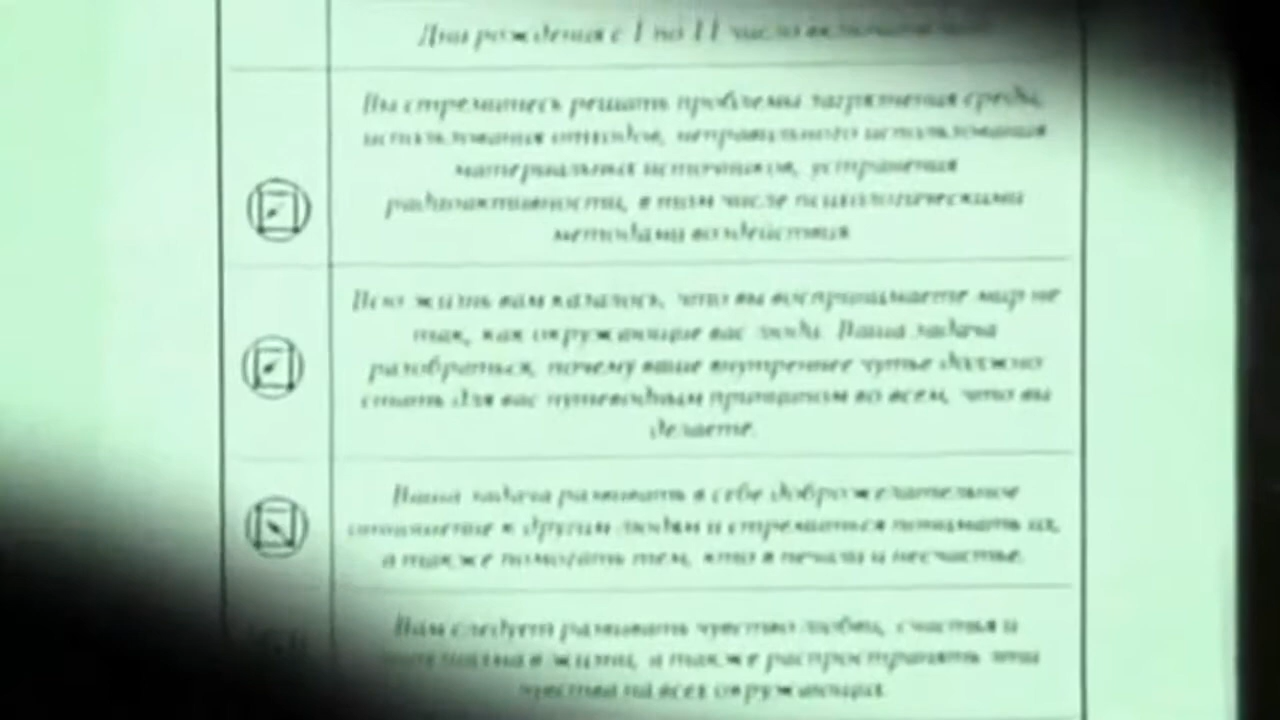 Дни рождения с 1 по 11 число включительно
Вы стремитесь решать проблемы загрязнения среды,
использования отходов, неправильного использования
материальных источников, устранения
радиоактивности, в том числе психологическими
методами воздействия
Всю жизнь вам казалось, что вы воспринимаете мир не
так, как окружающие вас люди. Ваша задача
разобраться, почему ваше внутреннее чутье должно
стать для вас путеводным принципом во всем, что вы
делаете.
Ваша задача развивать в себе доброжелательное
отношение к другим людям и стремиться понимать их,
а также помогать тем, кто в печали и несчастье.
Вам следует развивать чувство любви, счастья и
в жизни, а также распространять эти
чувства на всех окружающих